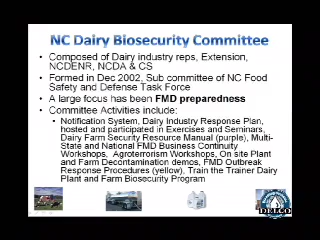 NC Dairy Biosecurity Committee
• Composed of Dairy industry reps, Extension,
NCDENR, NCDA & CS
• Formed in Dec 2002, Sub committee of NC Food
Safety and Defense Task Force
• A large focus has been FMD preparedness
• Committee Activities include:
• Notification System, Dairy Industry Response Plan,
hosted and participated in Exercises and Seminars,
Dairy Farm Security Resource Manual (purple), Multi-
State and National FMD Business Continuity
Workshops, Agroterrorism Workshops, On site Plant
and Farm Decontamination demos, FMD Outbreak
Response Procedures (yellow), Train the Trainer Dairy
Plant and Farm Biosecurity Program
DELCO